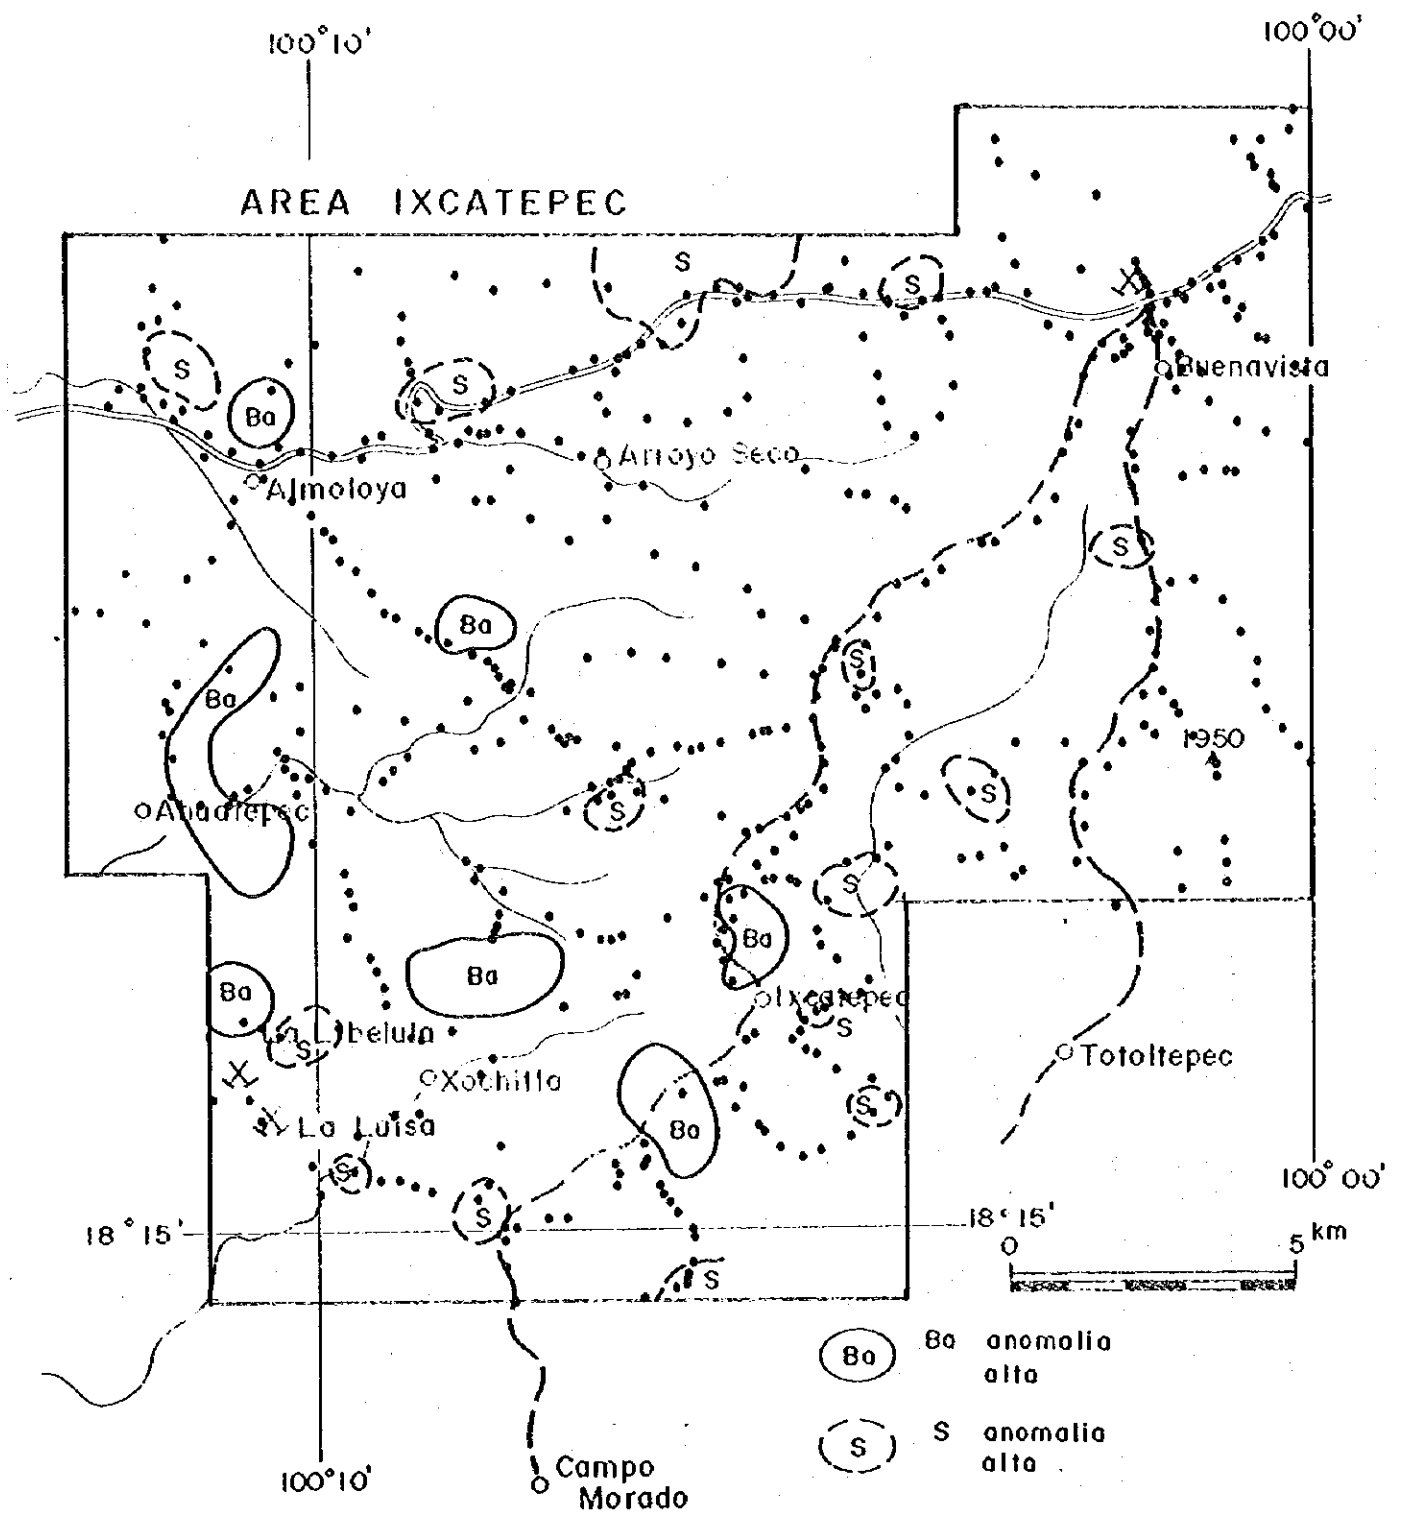 100°10'
100°00'
AREA IXCATEPEC
S
S
S
S
Buenavista
Ba
Arroyo Seco
Almoloya
S
Ba
S
Ba
1950
S
S
Ahuatepec
S
Ba
Ba
Ba
Ixcatepec
S
La Libelula
S
Totoltepec
Xochitla
S
Ba
La Luisa
S
100°00'
S
18°15'
18°15'
0
5 km
S
Ba
Ba anomalia
alta
S
S anomalia
alta
100°10'
Campo
Morado